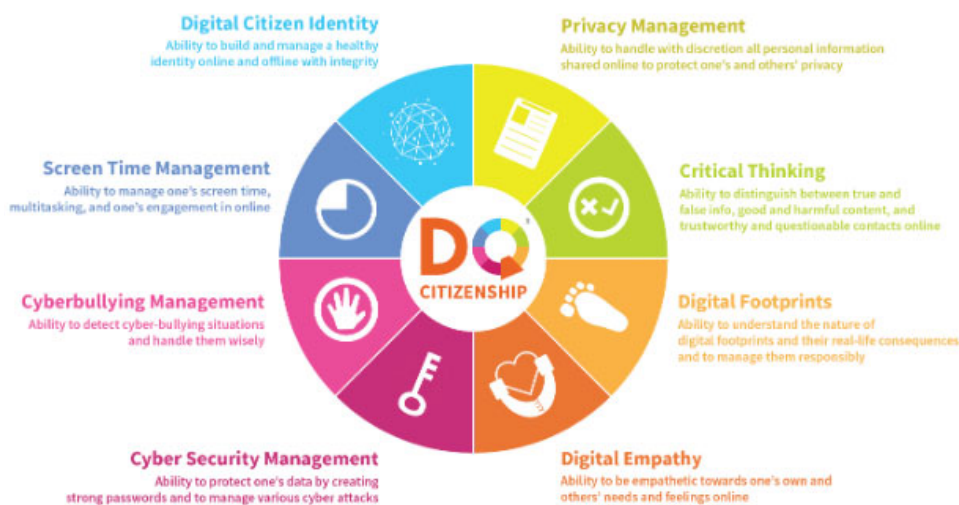 Digital Citizen Identity
Ability to build and manage a healthy
identity online and offline with integrity
Privacy Management
Ability to handle with discretion all personal information
shared online to protect one's and others' privacy
Screen Time Management
Ability to manage one's screen time,
multitasking, and one's engagement in online
Critical Thinking
Ability to distinguish between true and
false info, good and harmful content, and
trustworthy and questionable contacts online
DQ
CITIZENSHIP
Cyberbullying Management
Ability to detect cyber-bullying situations
and handle them wisely
Digital Footprints
Ability to understand the nature of
digital footprints and their real-life consequences
and to manage them responsibly
Cyber Security Management
Ability to protect one's data by creating
strong passwords and to manage various cyber attacks
Digital Empathy
Ability to be empathetic towards one's own and
others' needs and feelings online